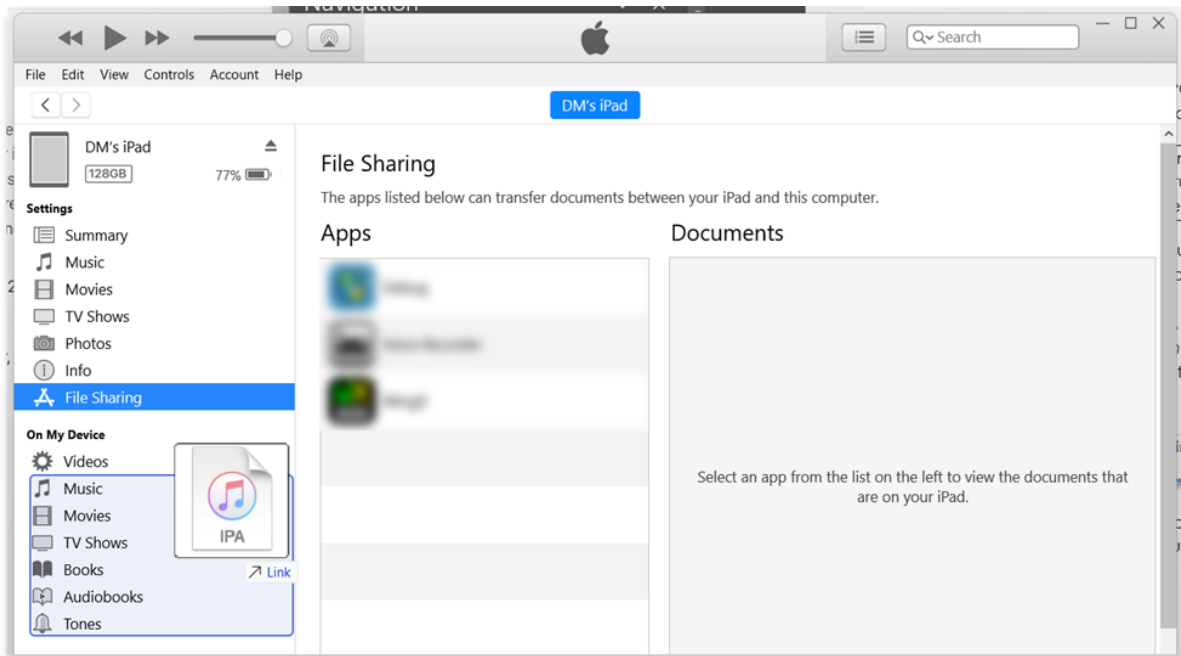 Navigation
Search
File Edit View Controls Account Help
DM's iPad
DM's iPad
128GB 77%
Settings
Summary
Music
Movies
TV Shows
Photos
Info
File Sharing
On My Device
Videos
Music
Movies
TV Shows
Books
Audiobooks
Tones
IPA
Link
File Sharing
The apps listed below can transfer documents between your iPad and this computer.
Apps
Documents
Select an app from the list on the left to view the documents that
are on your iPad.